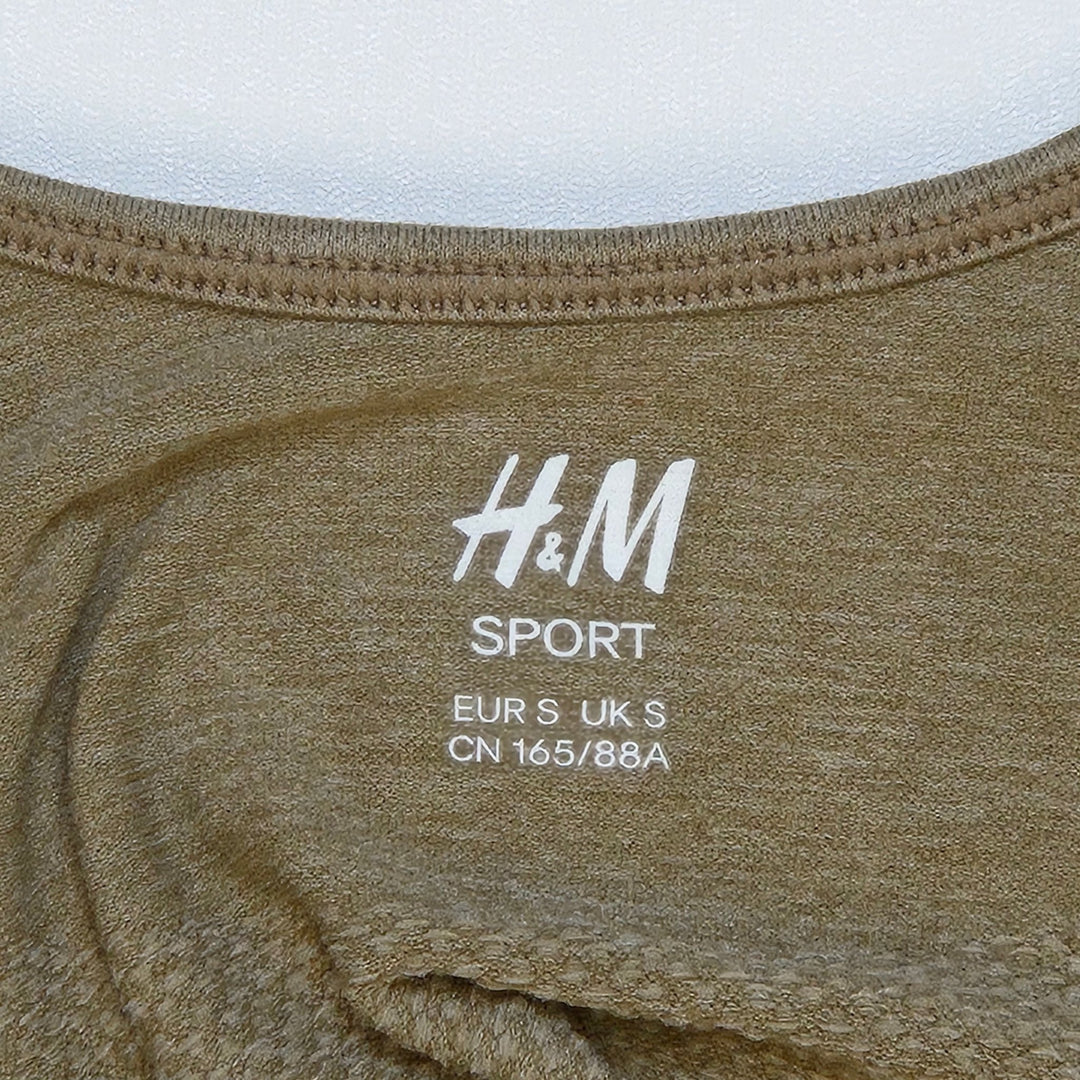 H&M
SPORT
EUR S UK S
CN 165/88A